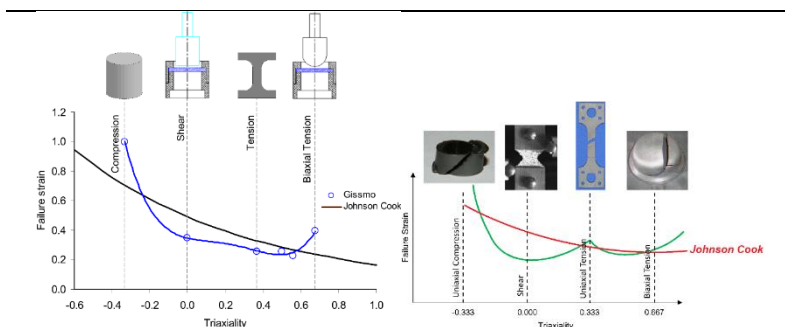 1.2
1.0
0.8
0.6
0.4
0.2
0.0
Failure strain
Compression
Shear
Tension
Biaxial Tension
Gissmo
Johnson Cook
-0.6
-0.4
-0.2
0.0
0.2
0.4
0.6
0.8
1.0
Triaxiality
Failure Strain
Uniaxial Compression
Shear
Uniaxial Tension
Biaxial Tension
Johnson Cook
-0.333
0.000
0.333
0.667
Triaxiality